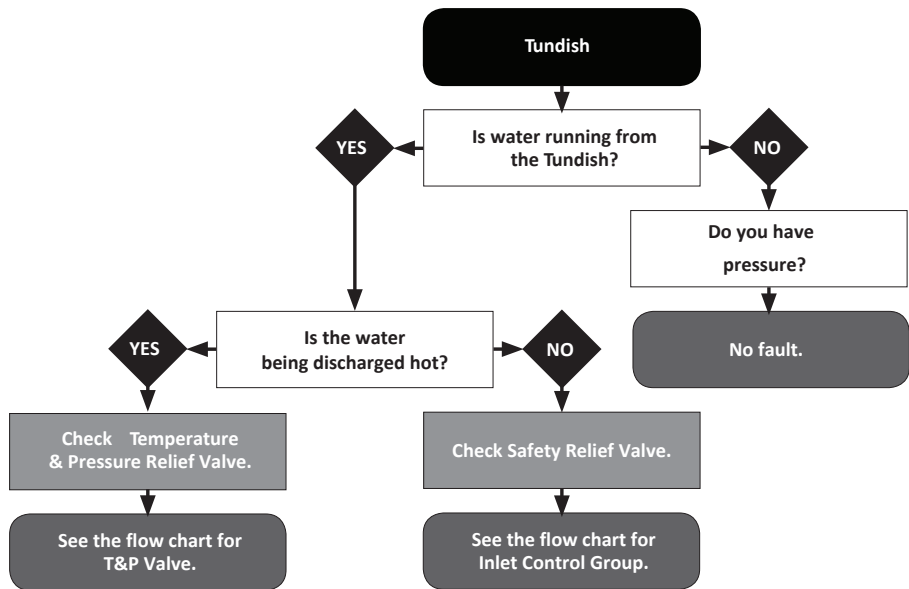 Tundish
Is water running from
the Tundish?
YES
NO
Do you have
pressure?
No fault.
Is the water
being discharged hot?
YES
NO
Check Temperature
& Pressure Relief Valve.
Check Safety Relief Valve.
See the flow chart for
T&P Valve.
See the flow chart for
Inlet Control Group.